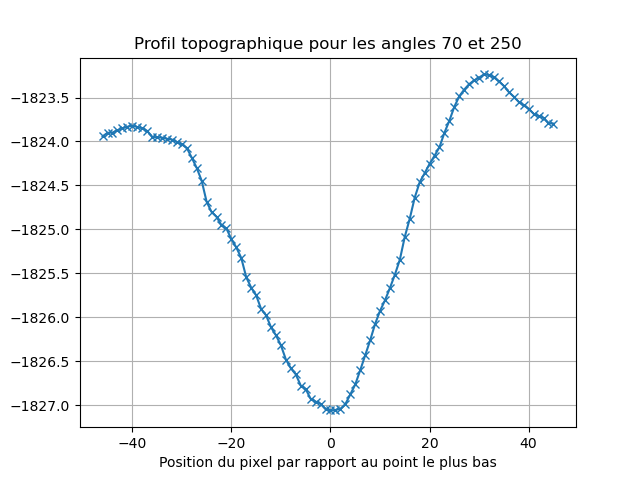 Profil topographique pour les angles 70 et 250
−1823.5
−1824.0
−1824.5
−1825.0
−1825.5
−1826.0
−1826.5
−1827.0
−40 −20 0 20 40
Position du pixel par rapport au point le plus bas